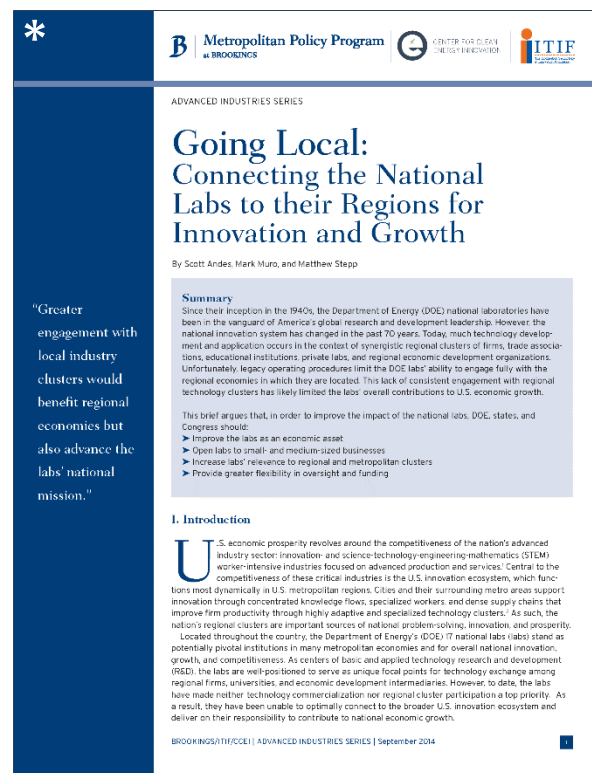 *
B Metropolitan Policy Program
at BROOKINGS
CENTER FOR CLEAN
ENERGY INNOVATION
ITIF
ADVANCED INDUSTRIES SERIES
Going Local:
Connecting the National
Labs to their Regions for
Innovation and Growth
By Scott Andes, Mark Muro, and Matthew Stepp
“Greater
engagement with
local industry
clusters would
benefit regional
economies but
also advance the
labs’ national
mission.”
Summary
Since their inception in the 1940s, the Department of Energy (DOE) national laboratories have
been in the vanguard of America’s global research and development leadership. However, the
national innovation system has changed in the past 70 years. Today, much technology develop-
ment and application occurs in the context of synergistic regional clusters of firms, trade associa-
tions, educational institutions, private labs, and regional economic development organizations.
Unfortunately, legacy operating procedures limit the DOE labs’ ability to engage fully with the
regional economies in which they are located. This lack of consistent engagement with regional
technology clusters has likely limited the labs’ overall contributions to U.S. economic growth.
This brief argues that, in order to improve the impact of the national labs, DOE, states, and
Congress should:
➤ Improve the labs as an economic asset
➤ Open labs to small- and medium-sized businesses
➤ Increase labs’ relevance to regional and metropolitan clusters
➤ Provide greater flexibility in oversight and funding
I. Introduction
U.S. economic prosperity revolves around the competitiveness of the nation’s advanced
industry sector: innovation- and science-technology-engineering-mathematics (STEM)
worker-intensive industries focused on advanced production and services.1 Central to the
competitiveness of these critical industries is the U.S. innovation ecosystem, which func-
tions most dynamically in U.S. metropolitan regions. Cities and their surrounding metro areas support
innovation through concentrated knowledge flows, specialized workers, and dense supply chains that
improve firm productivity through highly adaptive and specialized technology clusters.2 As such, the
nation’s regional clusters are important sources of national problem-solving, innovation, and prosperity.
Located throughout the country, the Department of Energy’s (DOE) 17 national labs (labs) stand as
potentially pivotal institutions in many metropolitan economies and for overall national innovation,
growth, and competitiveness. As centers of basic and applied technology research and development
(R&D), the labs are well-positioned to serve as unique focal points for technology exchange among
regional firms, universities, and economic development intermediaries. However, to date, the labs
have made neither technology commercialization nor regional cluster participation a top priority. As
a result, they have been unable to optimally connect to the broader U.S. innovation ecosystem and
deliver on their responsibility to contribute to national economic growth.
BROOKINGS/ITIF/CCEI | ADVANCED INDUSTRIES SERIES | September 2014
1